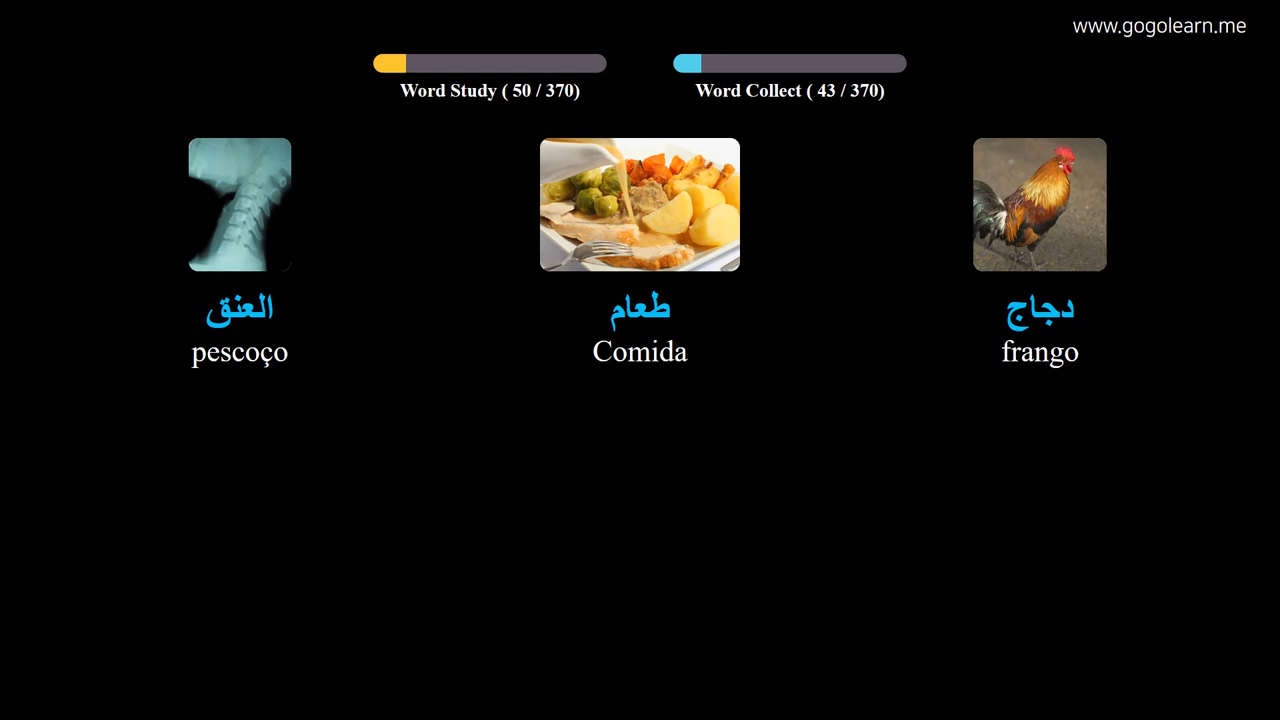 www.gogolearn.me
Word Study ( 50 / 370)
Word Collect ( 43 / 370)
العنق
pescoço
طعام
Comida
دجاج
frango